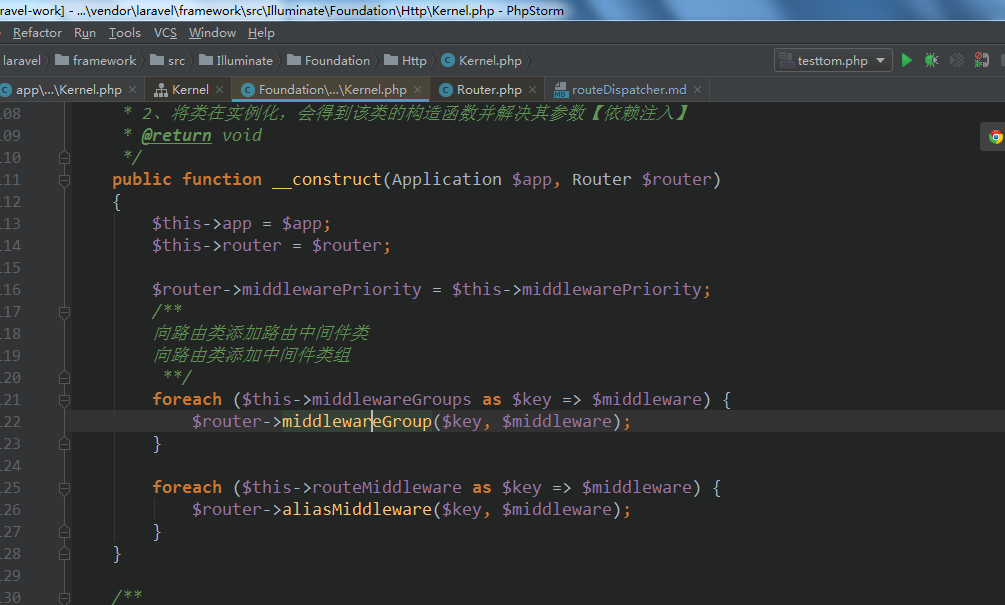 ravel-work] - ...\vendor\laravel\framework\src\Illuminate\Foundation\Http\Kernel.php - PhpStorm
Refactor Run Tools VCS Window Help
laravel framework src Illuminate Foundation Http Kernel.php testtom.php
app\...\Kernel.php × Kernel × Foundation\...\Kernel.php × Router.php × routeDispatcher.md ×
108 * 2、将类在实例化，会得到该类的构造函数并解决其参数【依赖注入】
109 * @return void
110 */
111 public function __construct(Application $app, Router $router)
112 {
113 $this->app = $app;
114 $this->router = $router;
115
116 $router->middlewarePriority = $this->middlewarePriority;
117 /**
118 向路由类添加路由中间件类
119 向路由类添加中间件类组
120 **/
121 foreach ($this->middlewareGroups as $key => $middleware) {
122 $router->middlewareGroup($key, $middleware);
123 }
124
125 foreach ($this->routeMiddleware as $key => $middleware) {
126 $router->aliasMiddleware($key, $middleware);
127 }
128 }
129
130 /**